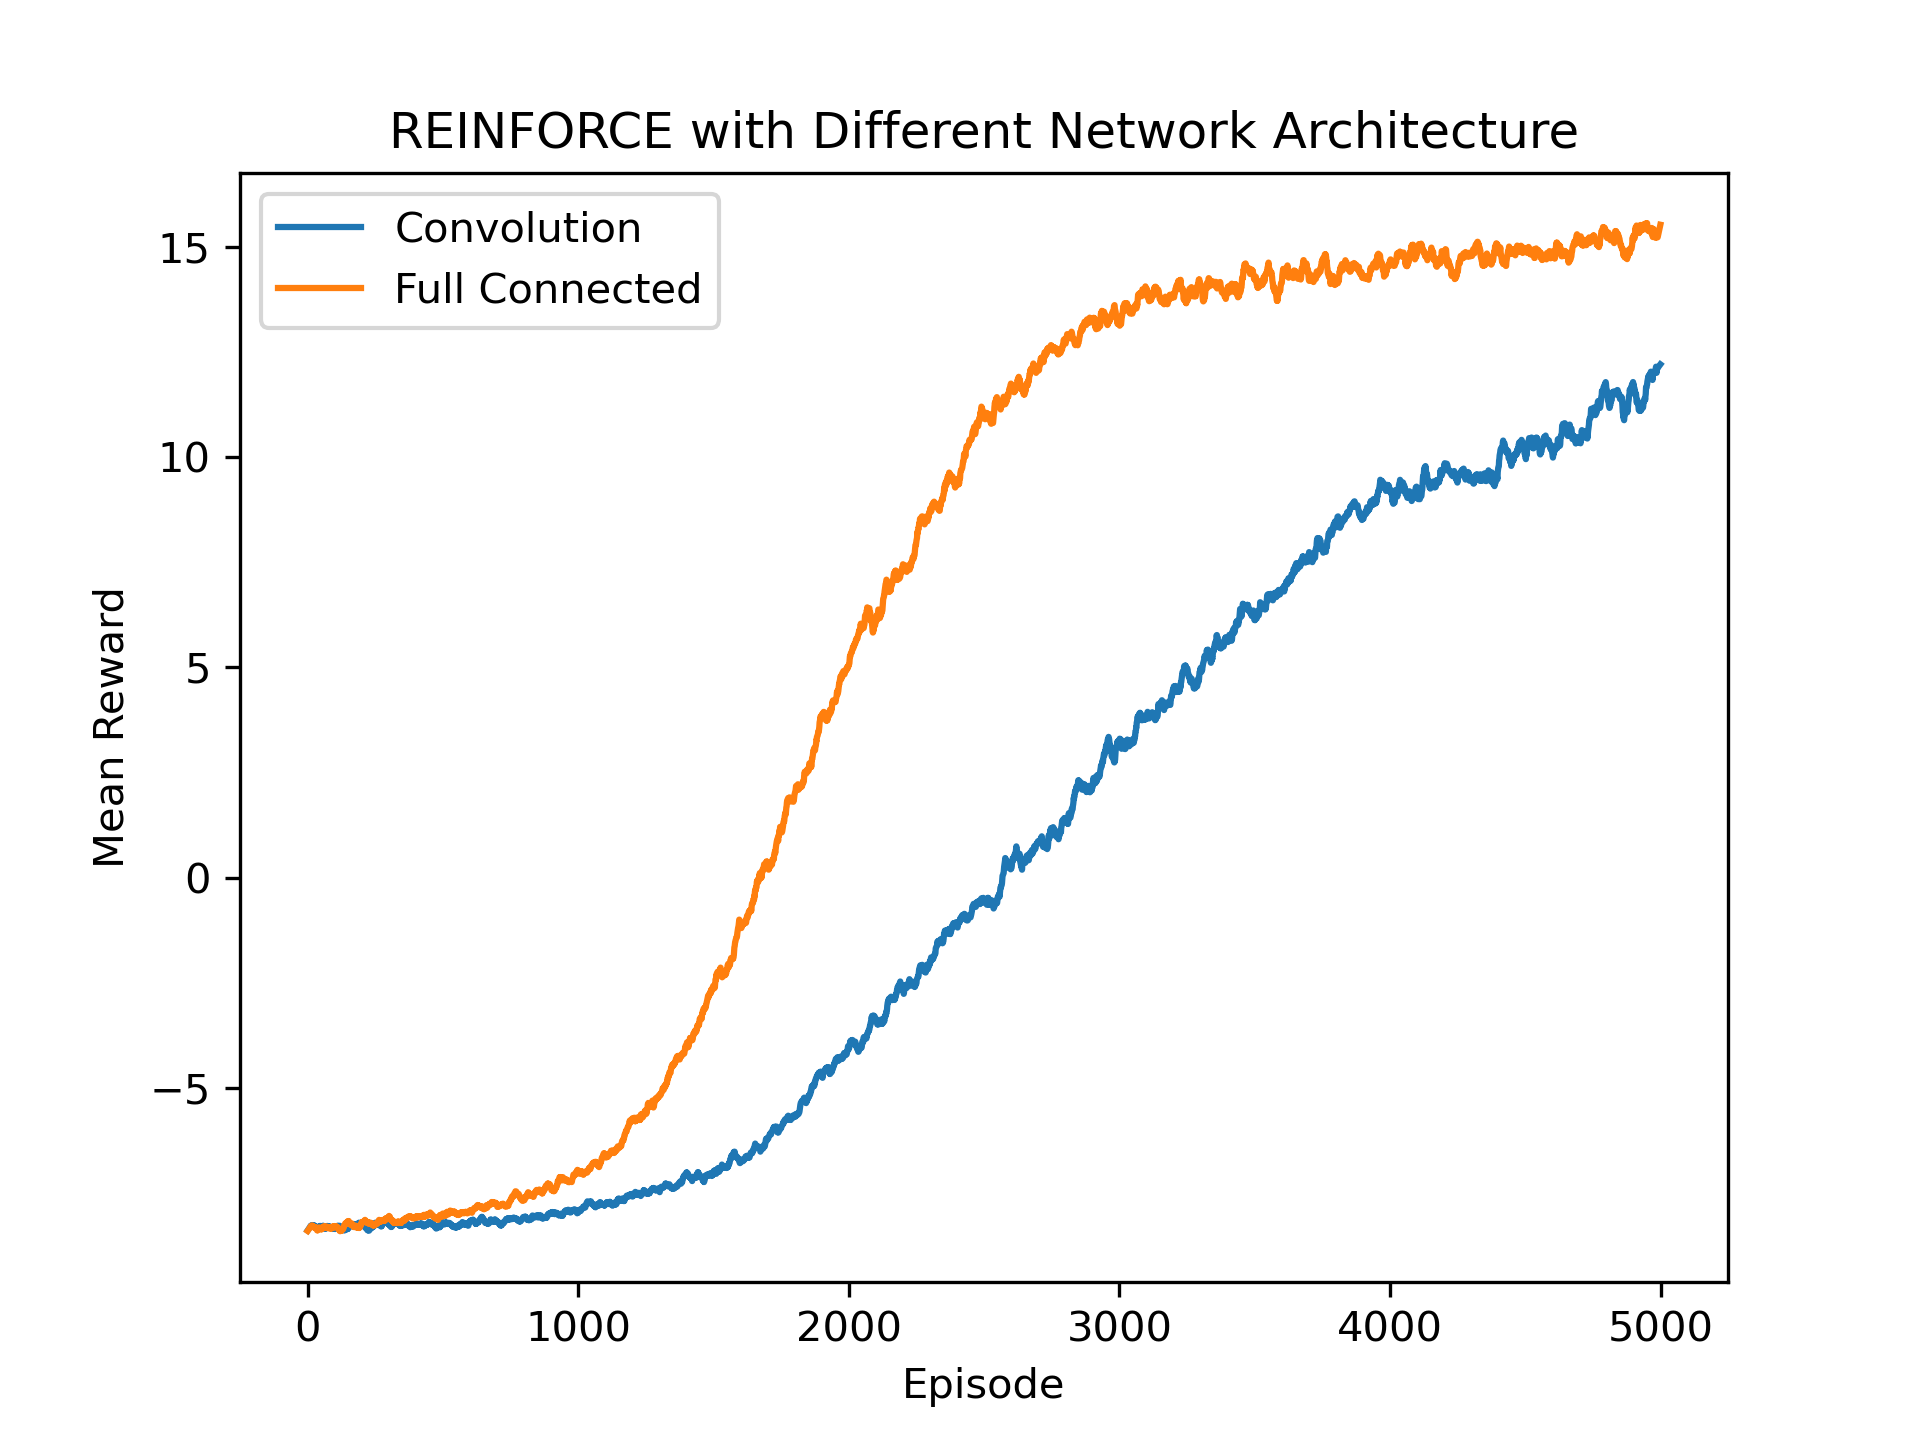 REINFORCE with Different Network Architecture
Convolution
Full Connected
15
10
5
0
−5
Mean Reward
0 1000 2000 3000 4000 5000
Episode